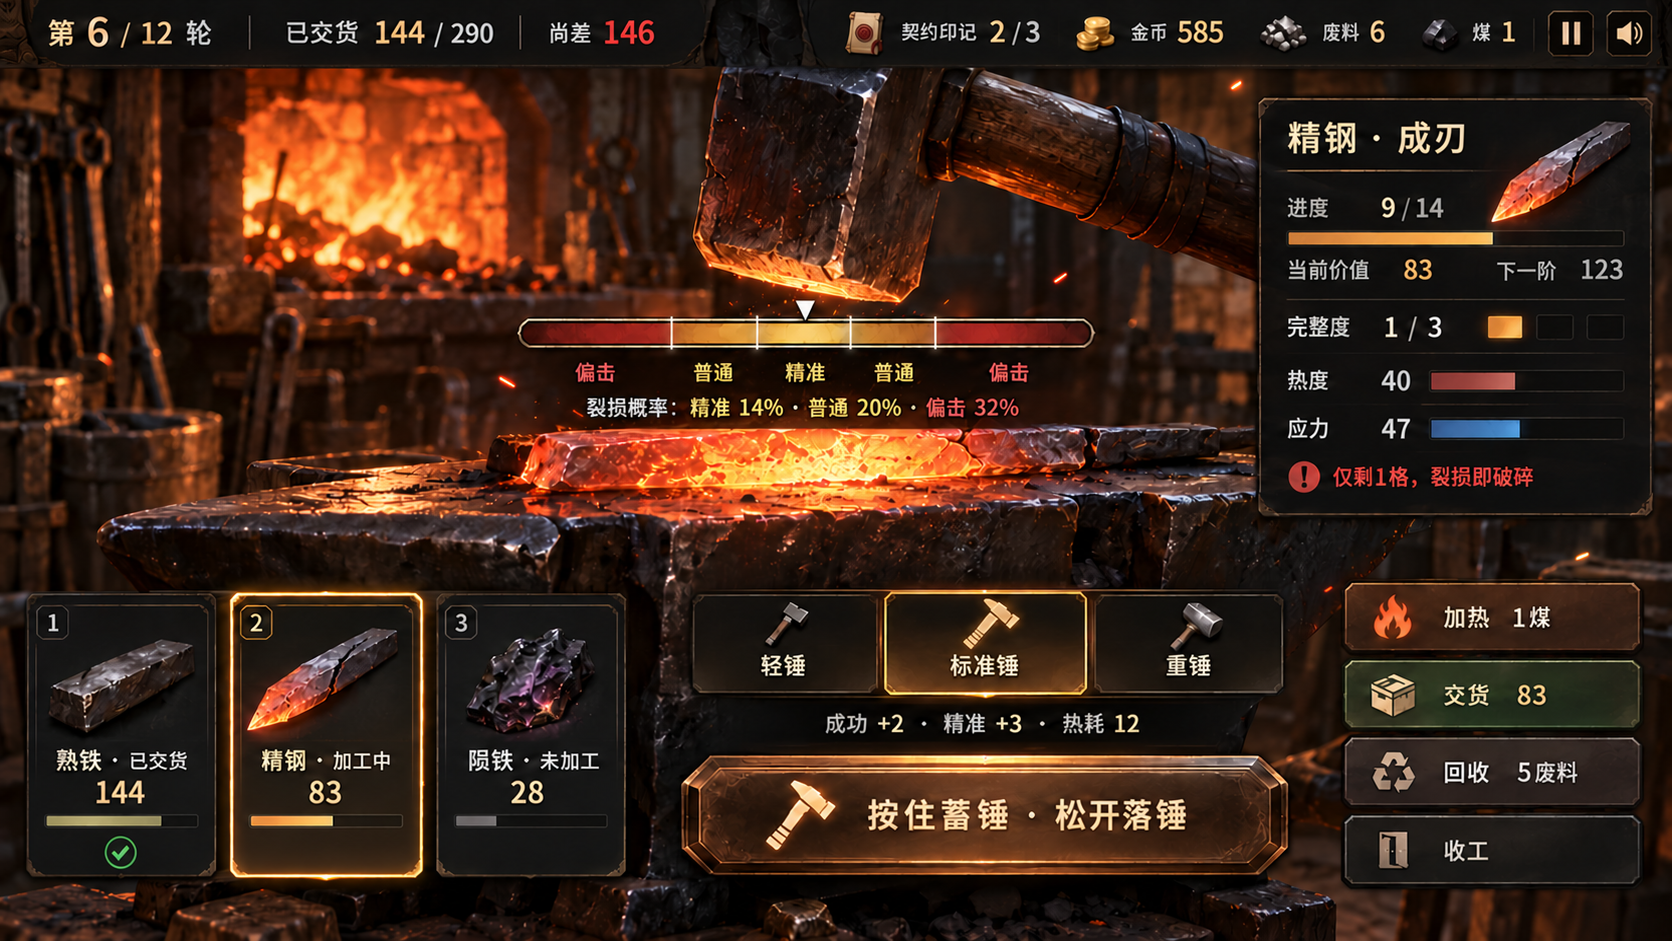 第 6 / 12 轮
已交货 144 / 290
尚差 146
契约印记 2 / 3
金币 585
废料 6
煤 1
精钢 · 成刃
进度 9 / 14
当前价值 83 下一阶 123
完整度 1 / 3
热度 40
应力 47
! 仅剩1格，裂损即破碎
偏击 普通 精准 普通 偏击
裂损概率：精准 14% · 普通 20% · 偏击 32%
1
熟铁 · 已交货
144
2
精钢 · 加工中
83
3
陨铁 · 未加工
28
轻锤
标准锤
重锤
成功 +2 · 精准 +3 · 热耗 12
按住蓄锤 · 松开落锤
加热 1煤
交货 83
回收 5废料
收工